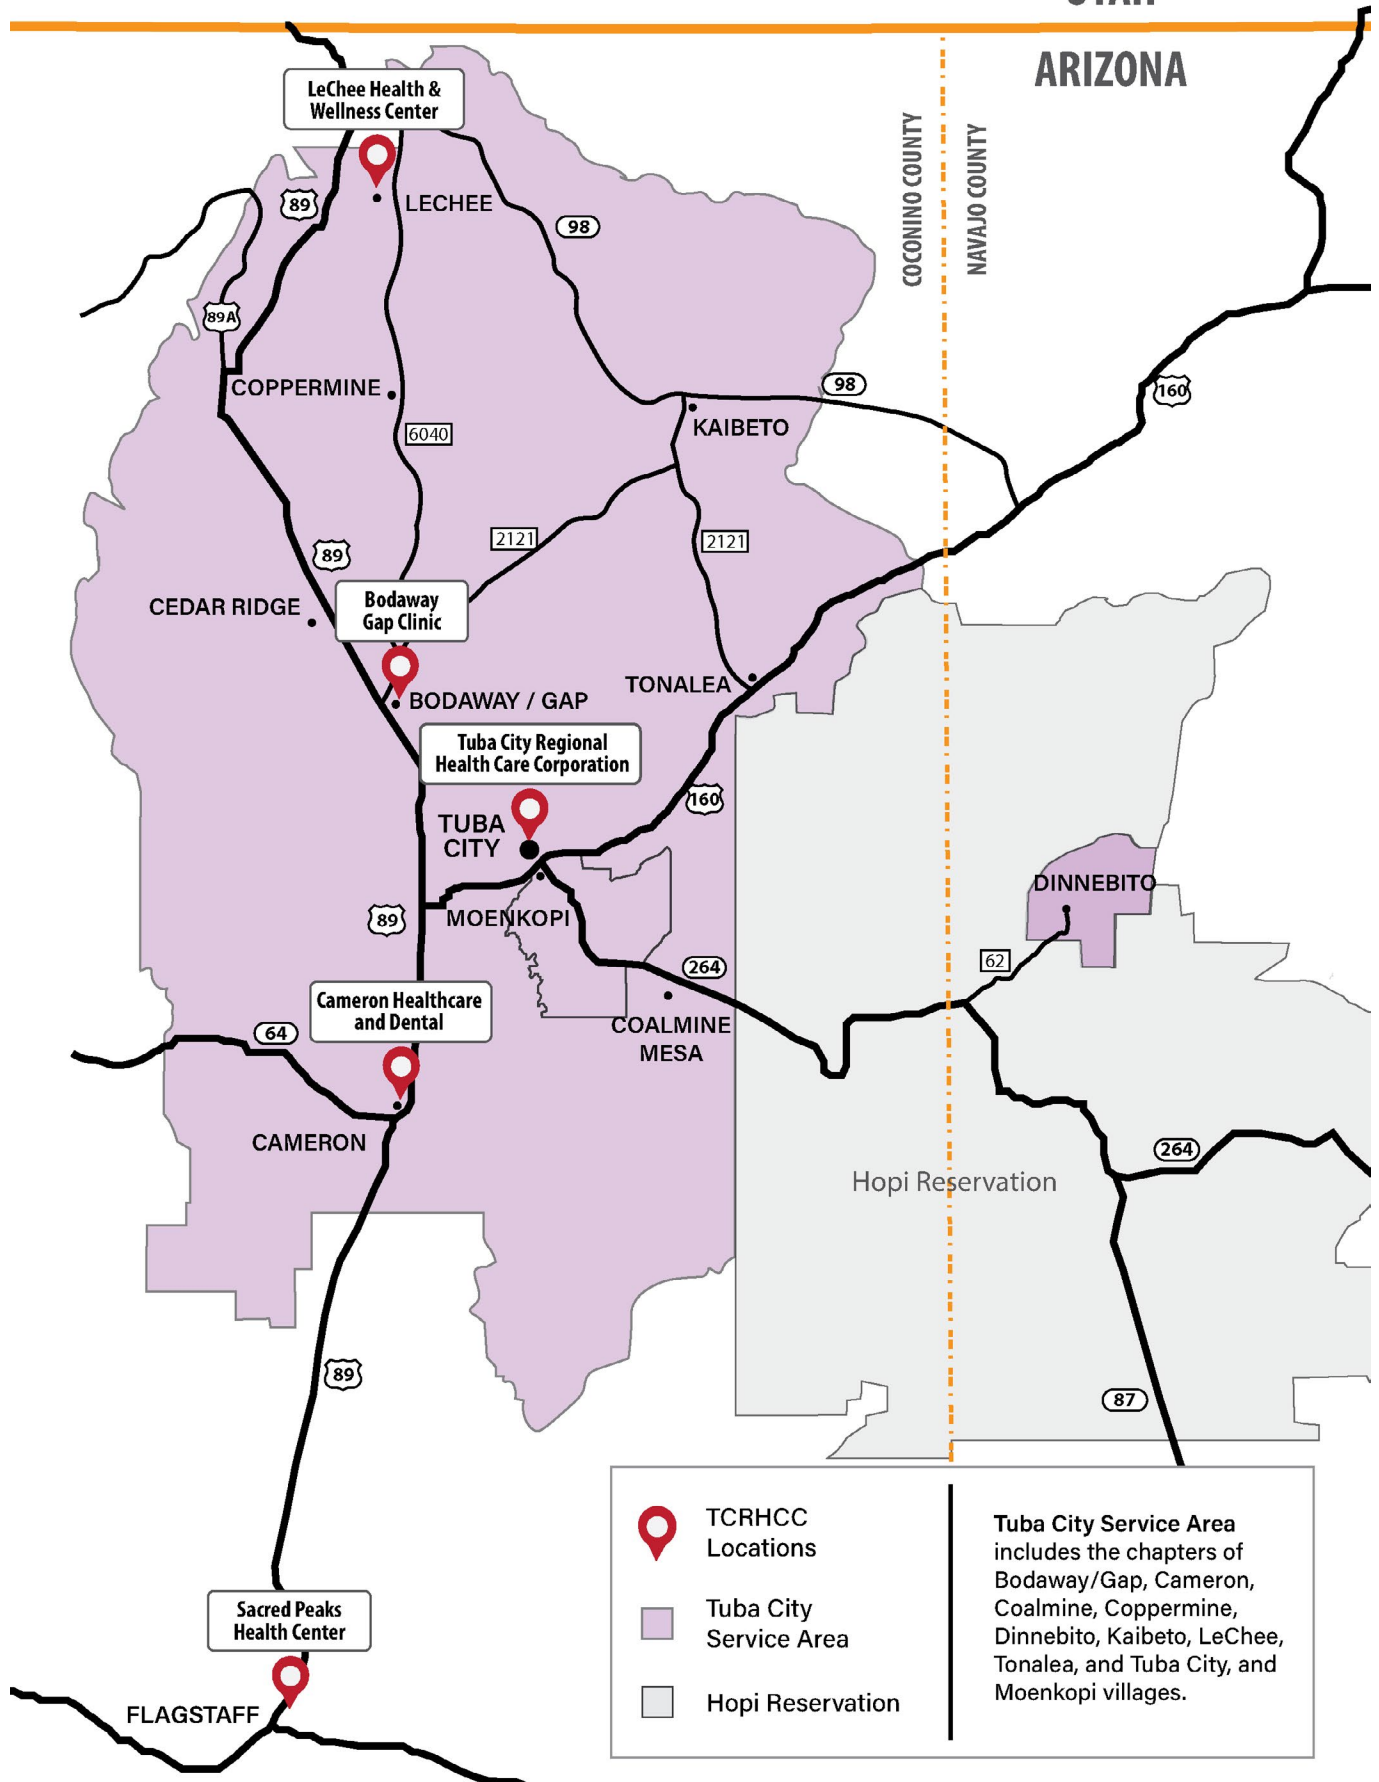 UTAH
ARIZONA
COCONINO COUNTY
NAVAJO COUNTY
LeChee Health &
Wellness Center
LECHEE
89
98
89A
COPPERMINE
6040
98
160
KAIBETO
2121
2121
89
CEDAR RIDGE
Bodaway
Gap Clinic
BODAWAY / GAP
TONALEA
Tuba City Regional
Health Care Corporation
160
TUBA
CITY
MOENKOPI
89
DINNEBITO
62
264
Cameron Healthcare
and Dental
COALMINE
MESA
64
CAMERON
264
Hopi Reservation
89
87
Sacred Peaks
Health Center
FLAGSTAFF
TCRHCC
Locations
Tuba City
Service Area
Hopi Reservation
Tuba City Service Area
includes the chapters of
Bodaway/Gap, Cameron,
Coalmine, Coppermine,
Dinnebito, Kaibeto, LeChee,
Tonalea, and Tuba City, and
Moenkopi villages.